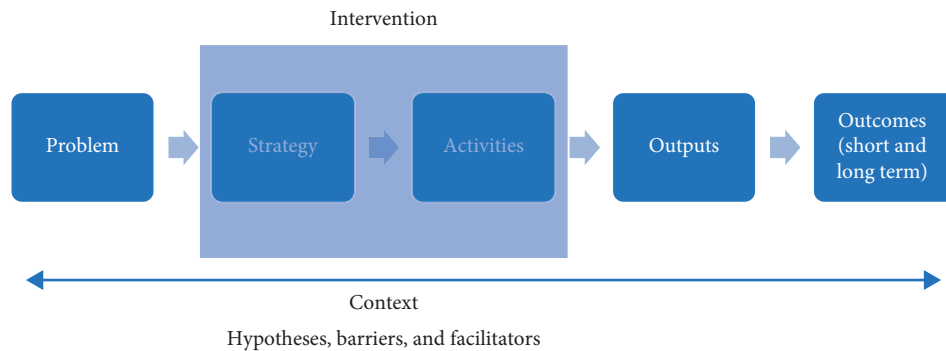 Intervention
Problem
Strategy
Activities
Outputs
Outcomes
(short and
long term)
Context
Hypotheses, barriers, and facilitators